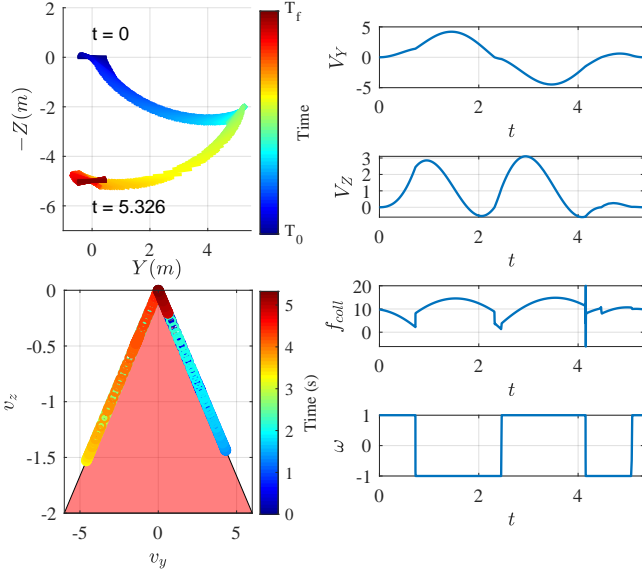 t = 0
t = 5.326
0
-2
-4
-6
0 2 4
Y(m)
−Z(m)
T_f
T_0
Time
5
0
-5
0 2 4
V_Y
t
3
2
1
0
0 2 4
V_Z
t
20
10
0
0 2 4
f_coll
t
1
0
-1
0 2 4
ω
t
0
-0.5
-1
-1.5
-2
-5 0 5
v_y
v_z
5
4
3
2
1
0
Time (s)